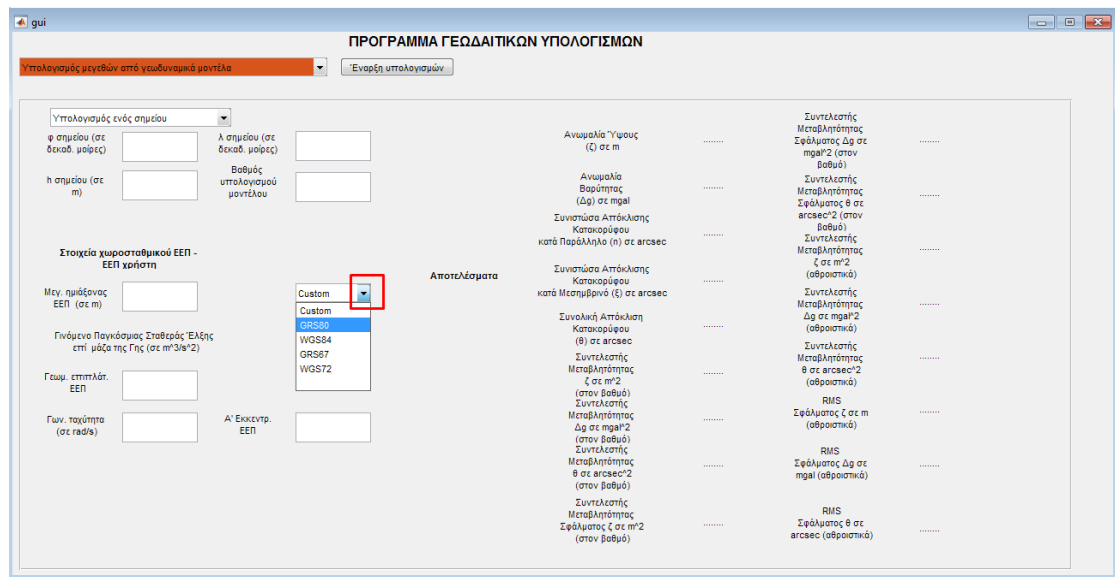 gui
ΠΡΟΓΡΑΜΜΑ ΓΕΩΔΑΙΤΙΚΩΝ ΥΠΟΛΟΓΙΣΜΩΝ
Υπολογισμός μεγεθών από γεωδυναμικά μοντέλα
Έναρξη υπολογισμών
Υπολογισμός ενός σημείου
φ σημείου (σε
δεκαδ. μοίρες)
λ σημείου (σε
δεκαδ. μοίρες)
h σημείου (σε
m)
Βαθμός
υπολογισμού
μοντέλου
Στοιχεία χωροσταθμικού ΕΕΠ -
ΕΕΠ χρήστη
Μεγ. ημιάξονας
ΕΕΠ (σε m)
Custom
Custom
GRS80
WGS84
GRS67
WGS72
Γινόμενο Παγκόσμιας Σταθεράς Έλξης
επί μάζα της Γης (σε m^3/s^2)
Γεωμ. επιπλάτ.
ΕΕΠ
Γων. ταχύτητα
(σε rad/s)
Α' Εκκεντρ.
ΕΕΠ
Αποτελέσματα
Ανωμαλία Ύψους
(ζ) σε m
........
Ανωμαλία
Βαρύτητας
(Δg) σε mgal
........
Συνιστώσα Απόκλισης
Κατακορύφου
κατά Παράλληλο (η) σε arcsec
........
Συνιστώσα Απόκλισης
Κατακορύφου
κατά Μεσημβρινό (ξ) σε arcsec
........
Συνολική Απόκλιση
Κατακορύφου
(θ) σε arcsec
........
Συντελεστής
Μεταβλητότητας
ζ σε m^2
(στον βαθμό)
........
Συντελεστής
Μεταβλητότητας
Δg σε mgal^2
(στον βαθμό)
........
Συντελεστής
Μεταβλητότητας
θ σε arcsec^2
(στον βαθμό)
........
Συντελεστής
Μεταβλητότητας
Σφάλματος ζ σε m^2
(στον βαθμό)
........
Συντελεστής
Μεταβλητότητας
Σφάλματος Δg σε
mgal^2 (στον
βαθμό)
........
Συντελεστής
Μεταβλητότητας
Σφάλματος θ σε
arcsec^2 (στον
βαθμό)
........
Συντελεστής
Μεταβλητότητας
ζ σε m^2
(αθροιστικά)
........
Συντελεστής
Μεταβλητότητας
Δg σε mgal^2
(αθροιστικά)
........
Συντελεστής
Μεταβλητότητας
θ σε arcsec^2
(αθροιστικά)
........
RMS
Σφάλματος ζ σε m
(αθροιστικά)
........
RMS
Σφάλματος Δg σε
mgal (αθροιστικά)
........
RMS
Σφάλματος θ σε
arcsec (αθροιστικά)
........